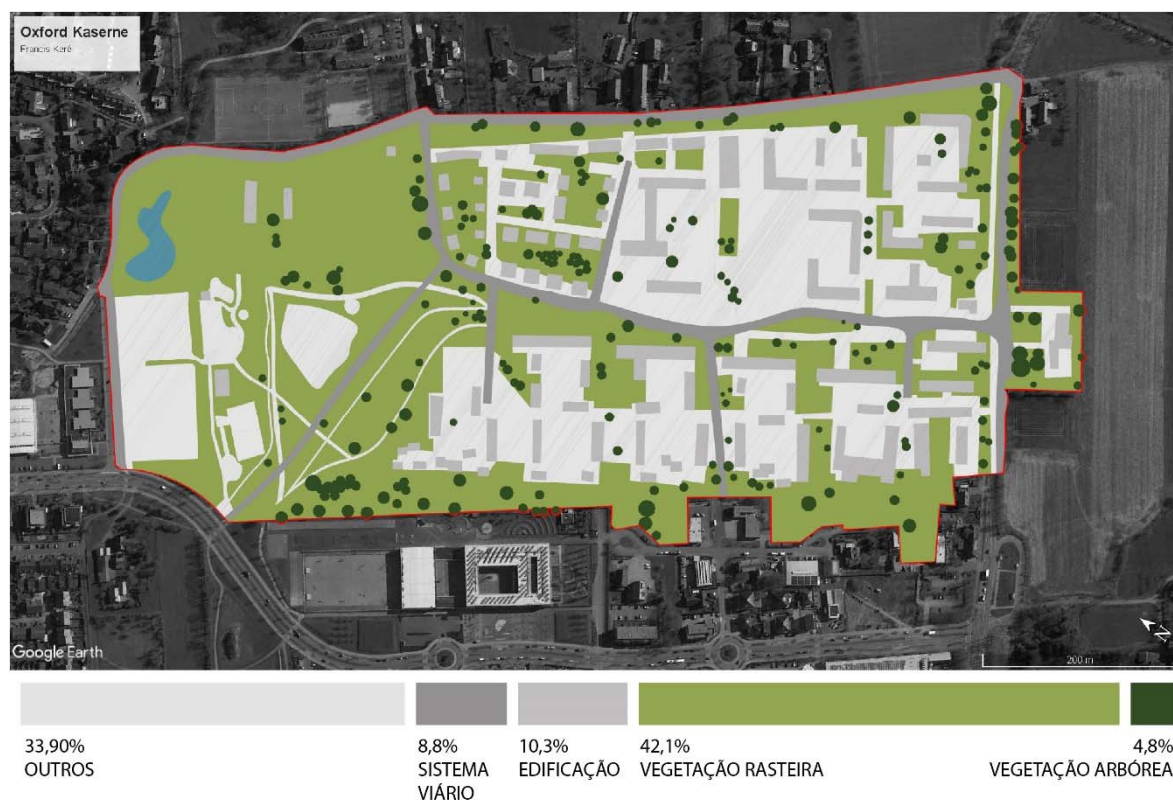 Oxford Kaserne
Francis Keré
Google Earth
N
200 m
33,90%
OUTROS
8,8%
SISTEMA
VIÁRIO
10,3%
EDIFICAÇÃO
42,1%
VEGETAÇÃO RASTEIRA
4,8%
VEGETAÇÃO ARBÓREA